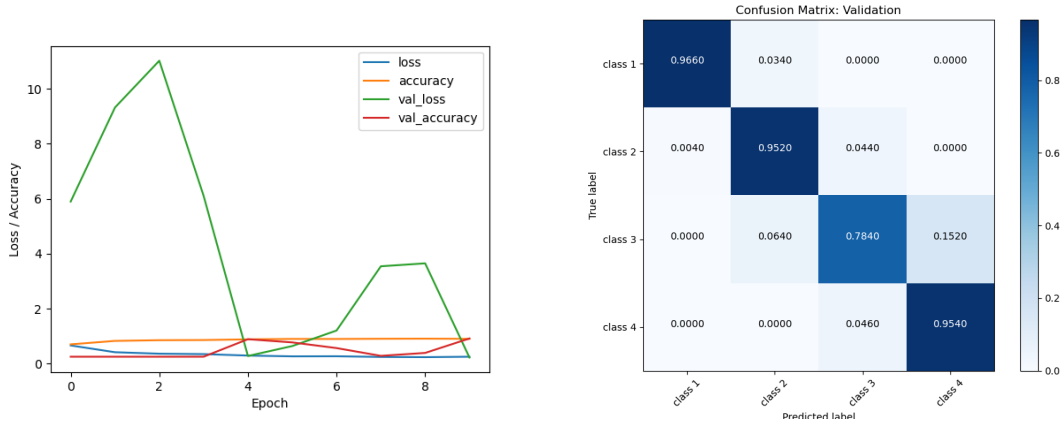 10
8
6
4
2
0
0
2
4
6
8
Loss / Accuracy
Epoch
loss
accuracy
val_loss
val_accuracy
Confusion Matrix: Validation
class 1
0.9660
0.0340
0.0000
0.0000
class 2
0.0040
0.9520
0.0440
0.0000
class 3
0.0000
0.0640
0.7840
0.1520
class 4
0.0000
0.0000
0.0460
0.9540
True label
class 1
class 2
class 3
class 4
Predicted label
0.8
0.6
0.4
0.2
0.0